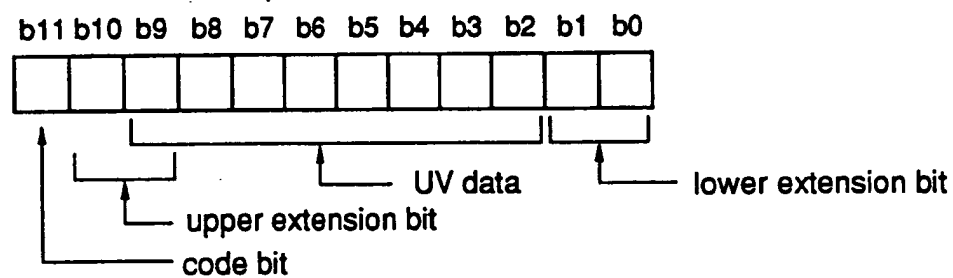 b11 b10 b9 b8 b7 b6 b5 b4 b3 b2 b1 b0
UV data
lower extension bit
upper extension bit
code bit